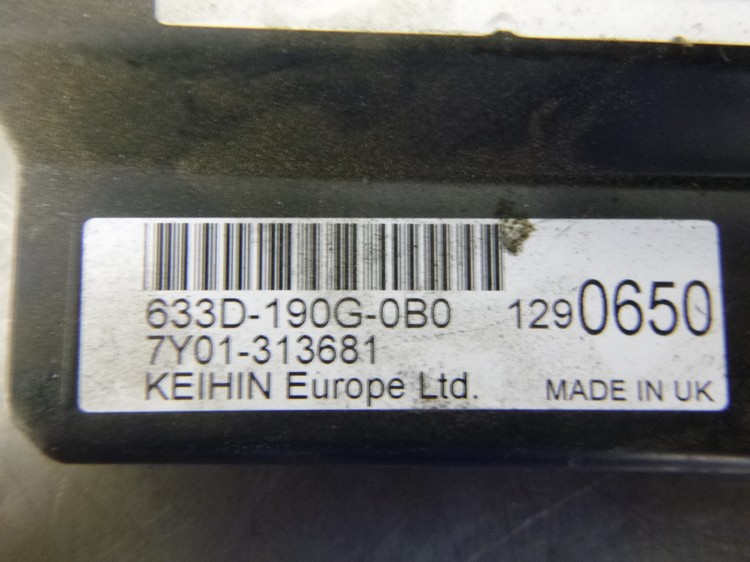 633D-190G-0B0 1290650
7Y01-313681
KEIHIN Europe Ltd. MADE IN UK